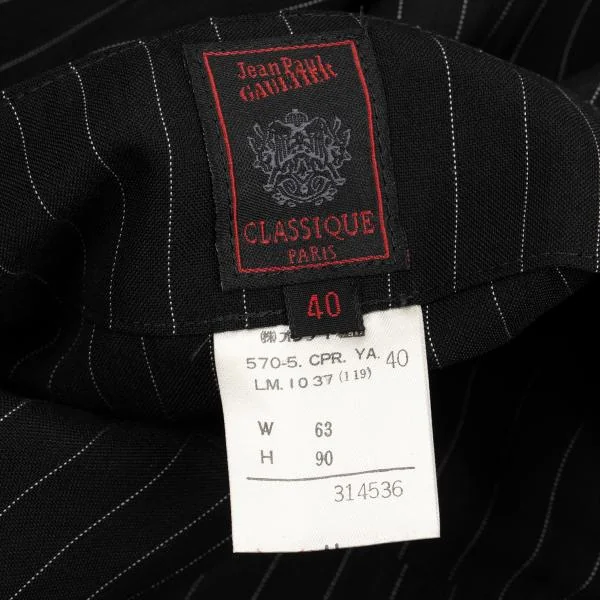 Jean Paul
GAULTIER
CLASSIQUE
PARIS
40
570-5. CPR. YA. 40
LM. 1037 (119)
W 63
H 90
314536